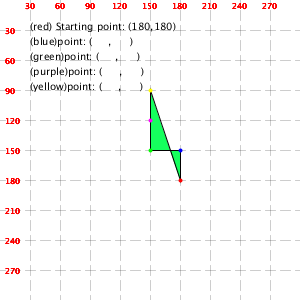 30 60 90 120 150 180 210 240 270
30
(red) Starting point: (180,180)
(blue)point: ( , )
(green)point: ( , )
(purple)point: ( , )
(yellow)point: ( , )
60
90
120
150
180
210
240
270